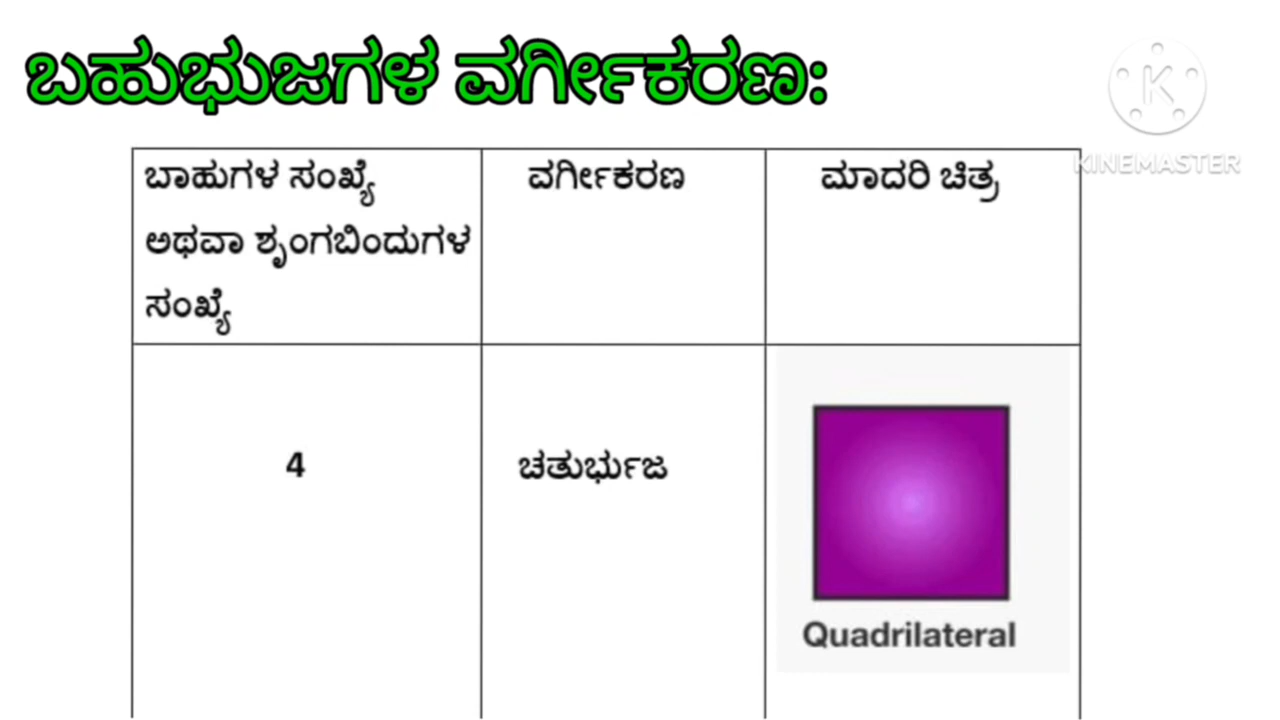 ಬಹುಭುಜಗಳ ವರ್ಗೀಕರಣ:
K
KINEMASTER
ಬಾಹುಗಳ ಸಂಖ್ಯೆ
ಅಥವಾ ಶೃಂಗಬಿಂದುಗಳ
ಸಂಖ್ಯೆ
ವರ್ಗೀಕರಣ
ಮಾದರಿ ಚಿತ್ರ
4
ಚತುರ್ಭುಜ
Quadrilateral